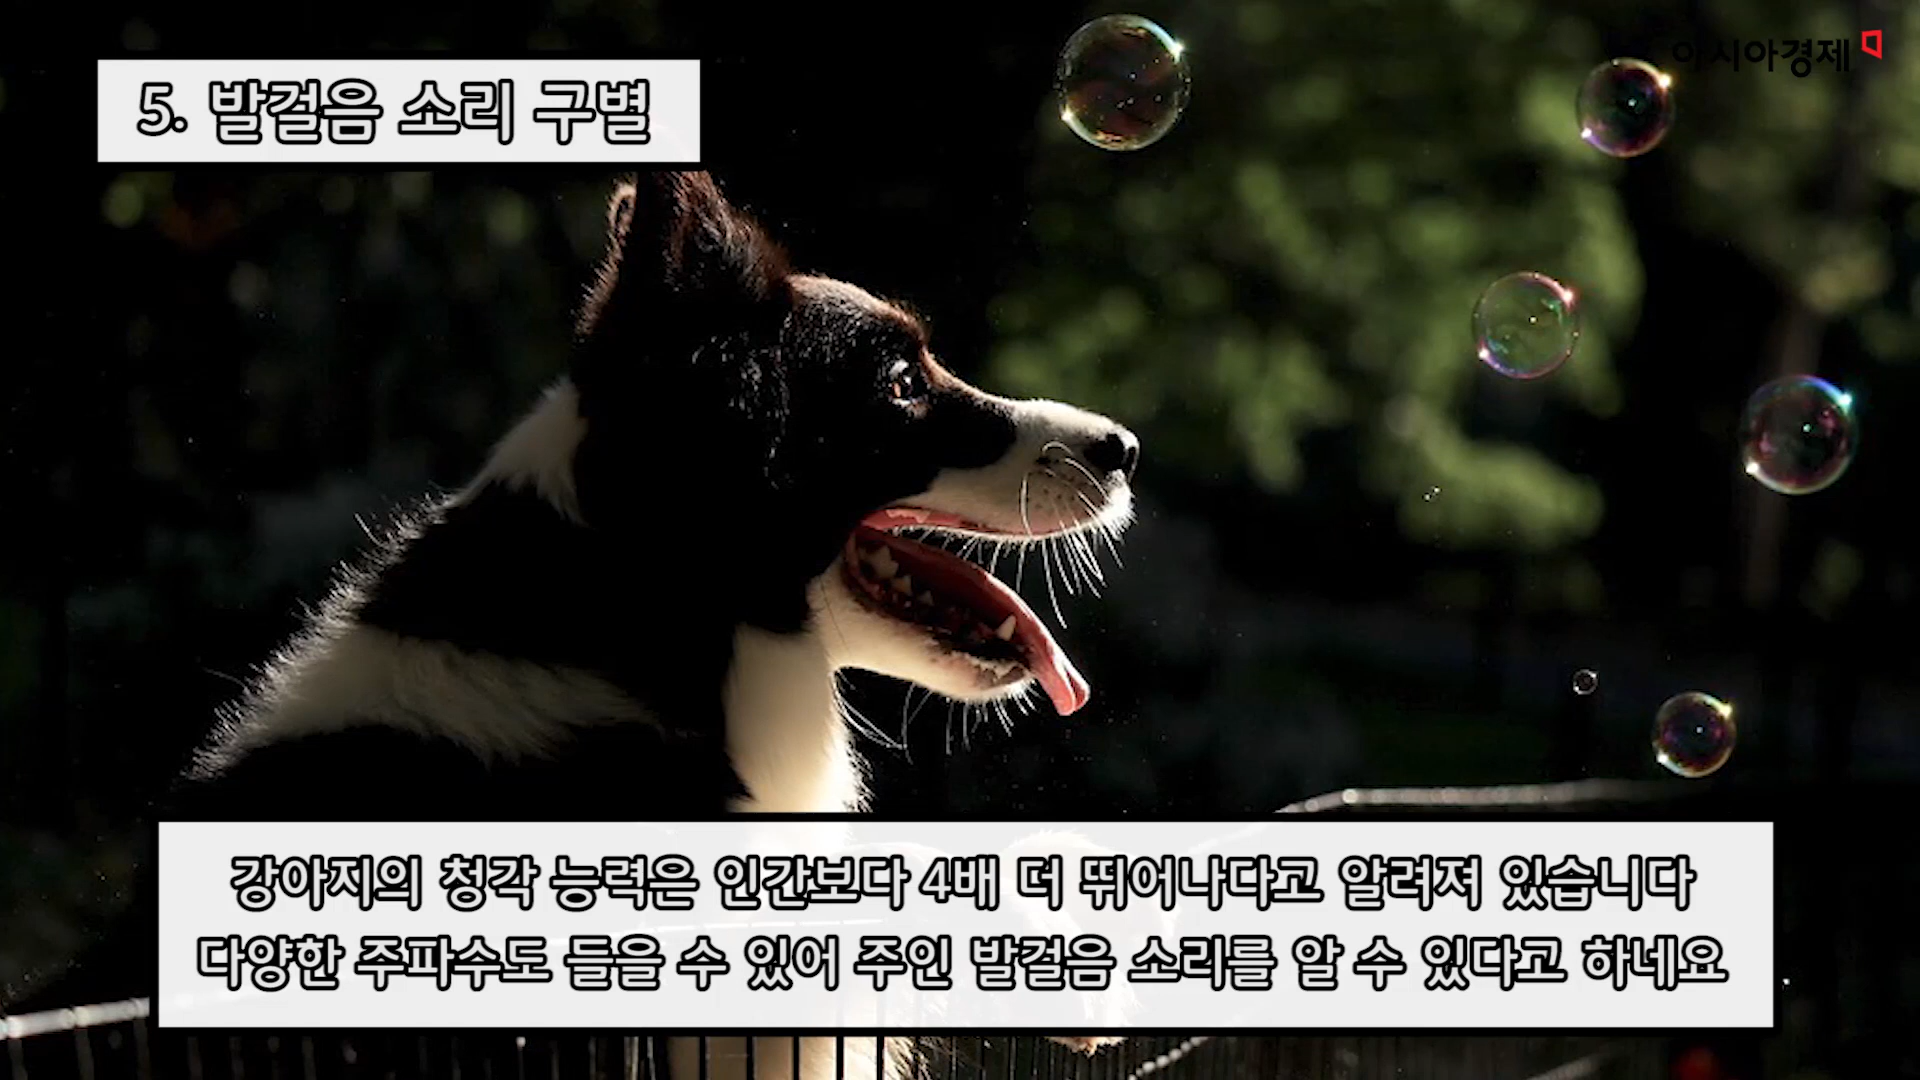 아시아경제
5. 발걸음 소리 구별
강아지의 청각 능력은 인간보다 4배 더 뛰어나다고 알려져 있습니다
다양한 주파수도 들을 수 있어 주인 발걸음 소리를 알 수 있다고 하네요